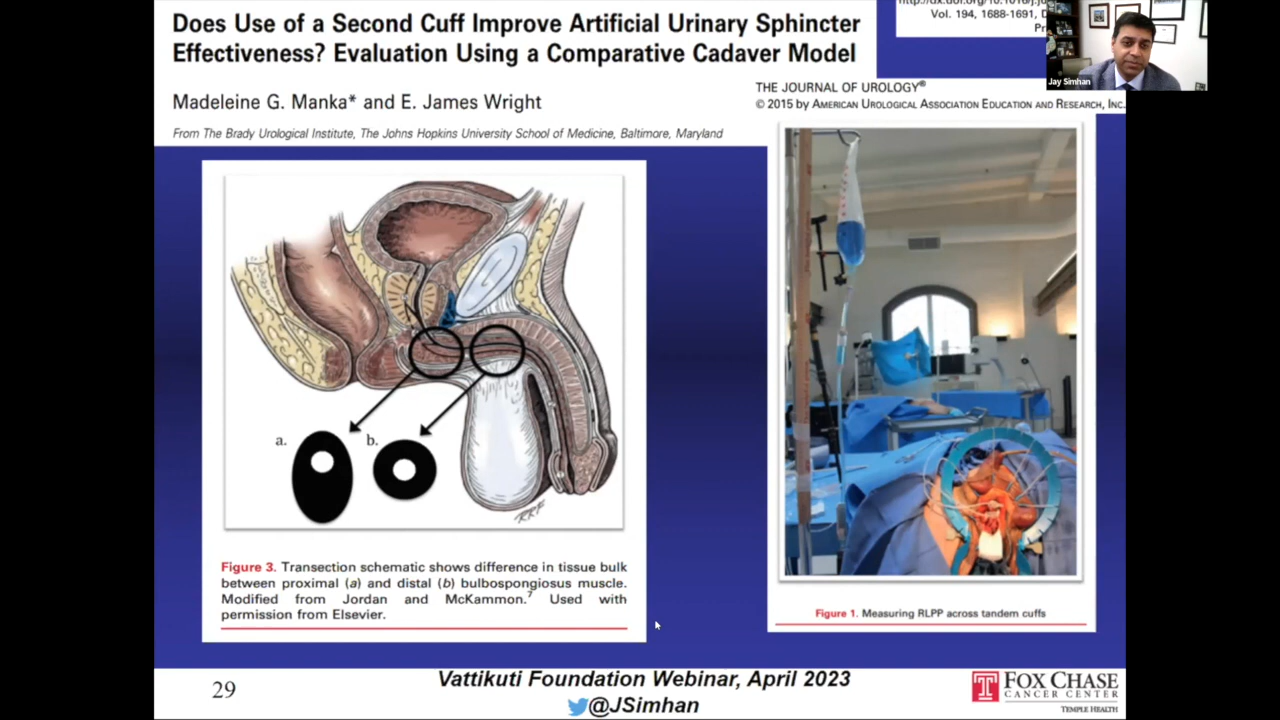 Does Use of a Second Cuff Improve Artificial Urinary Sphincter
Effectiveness? Evaluation Using a Comparative Cadaver Model
Madeleine G. Manka* and E. James Wright
From The Brady Urological Institute, The Johns Hopkins University School of Medicine, Baltimore, Maryland
Vol. 194, 1688-1691,
Jay Simhan
THE JOURNAL OF UROLOGY®
© 2015 by AMERICAN UROLOGICAL ASSOCIATION EDUCATION AND RESEARCH, INC.
a.
b.
RRF
Figure 3. Transection schematic shows difference in tissue bulk
between proximal (a) and distal (b) bulbospongiosus muscle.
Modified from Jordan and McKammon.7 Used with
permission from Elsevier.
Figure 1. Measuring RLPP across tandem cuffs
29
Vattikuti Foundation Webinar, April 2023
@JSimhan
T
FOX CHASE
CANCER CENTER
TEMPLE HEALTH